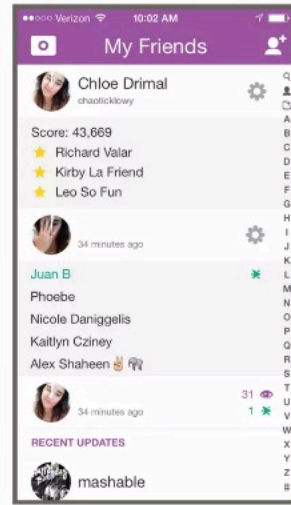 Verizon 10:02 AM
My Friends
Chloe Drimal
chaoticklowy
Score: 43,669
Richard Valar
Kirby La Friend
Leo So Fun
34 minutes ago
Juan B
Phoebe
Nicole Daniggelis
Kaitlyn Cziney
Alex Shaheen✌🏼🐘
31
34 minutes ago
1
RECENT UPDATES
mashable
A
B
C
D
E
F
G
H
I
J
K
L
M
N
O
P
Q
R
S
T
U
V
W
X
Y
Z
#